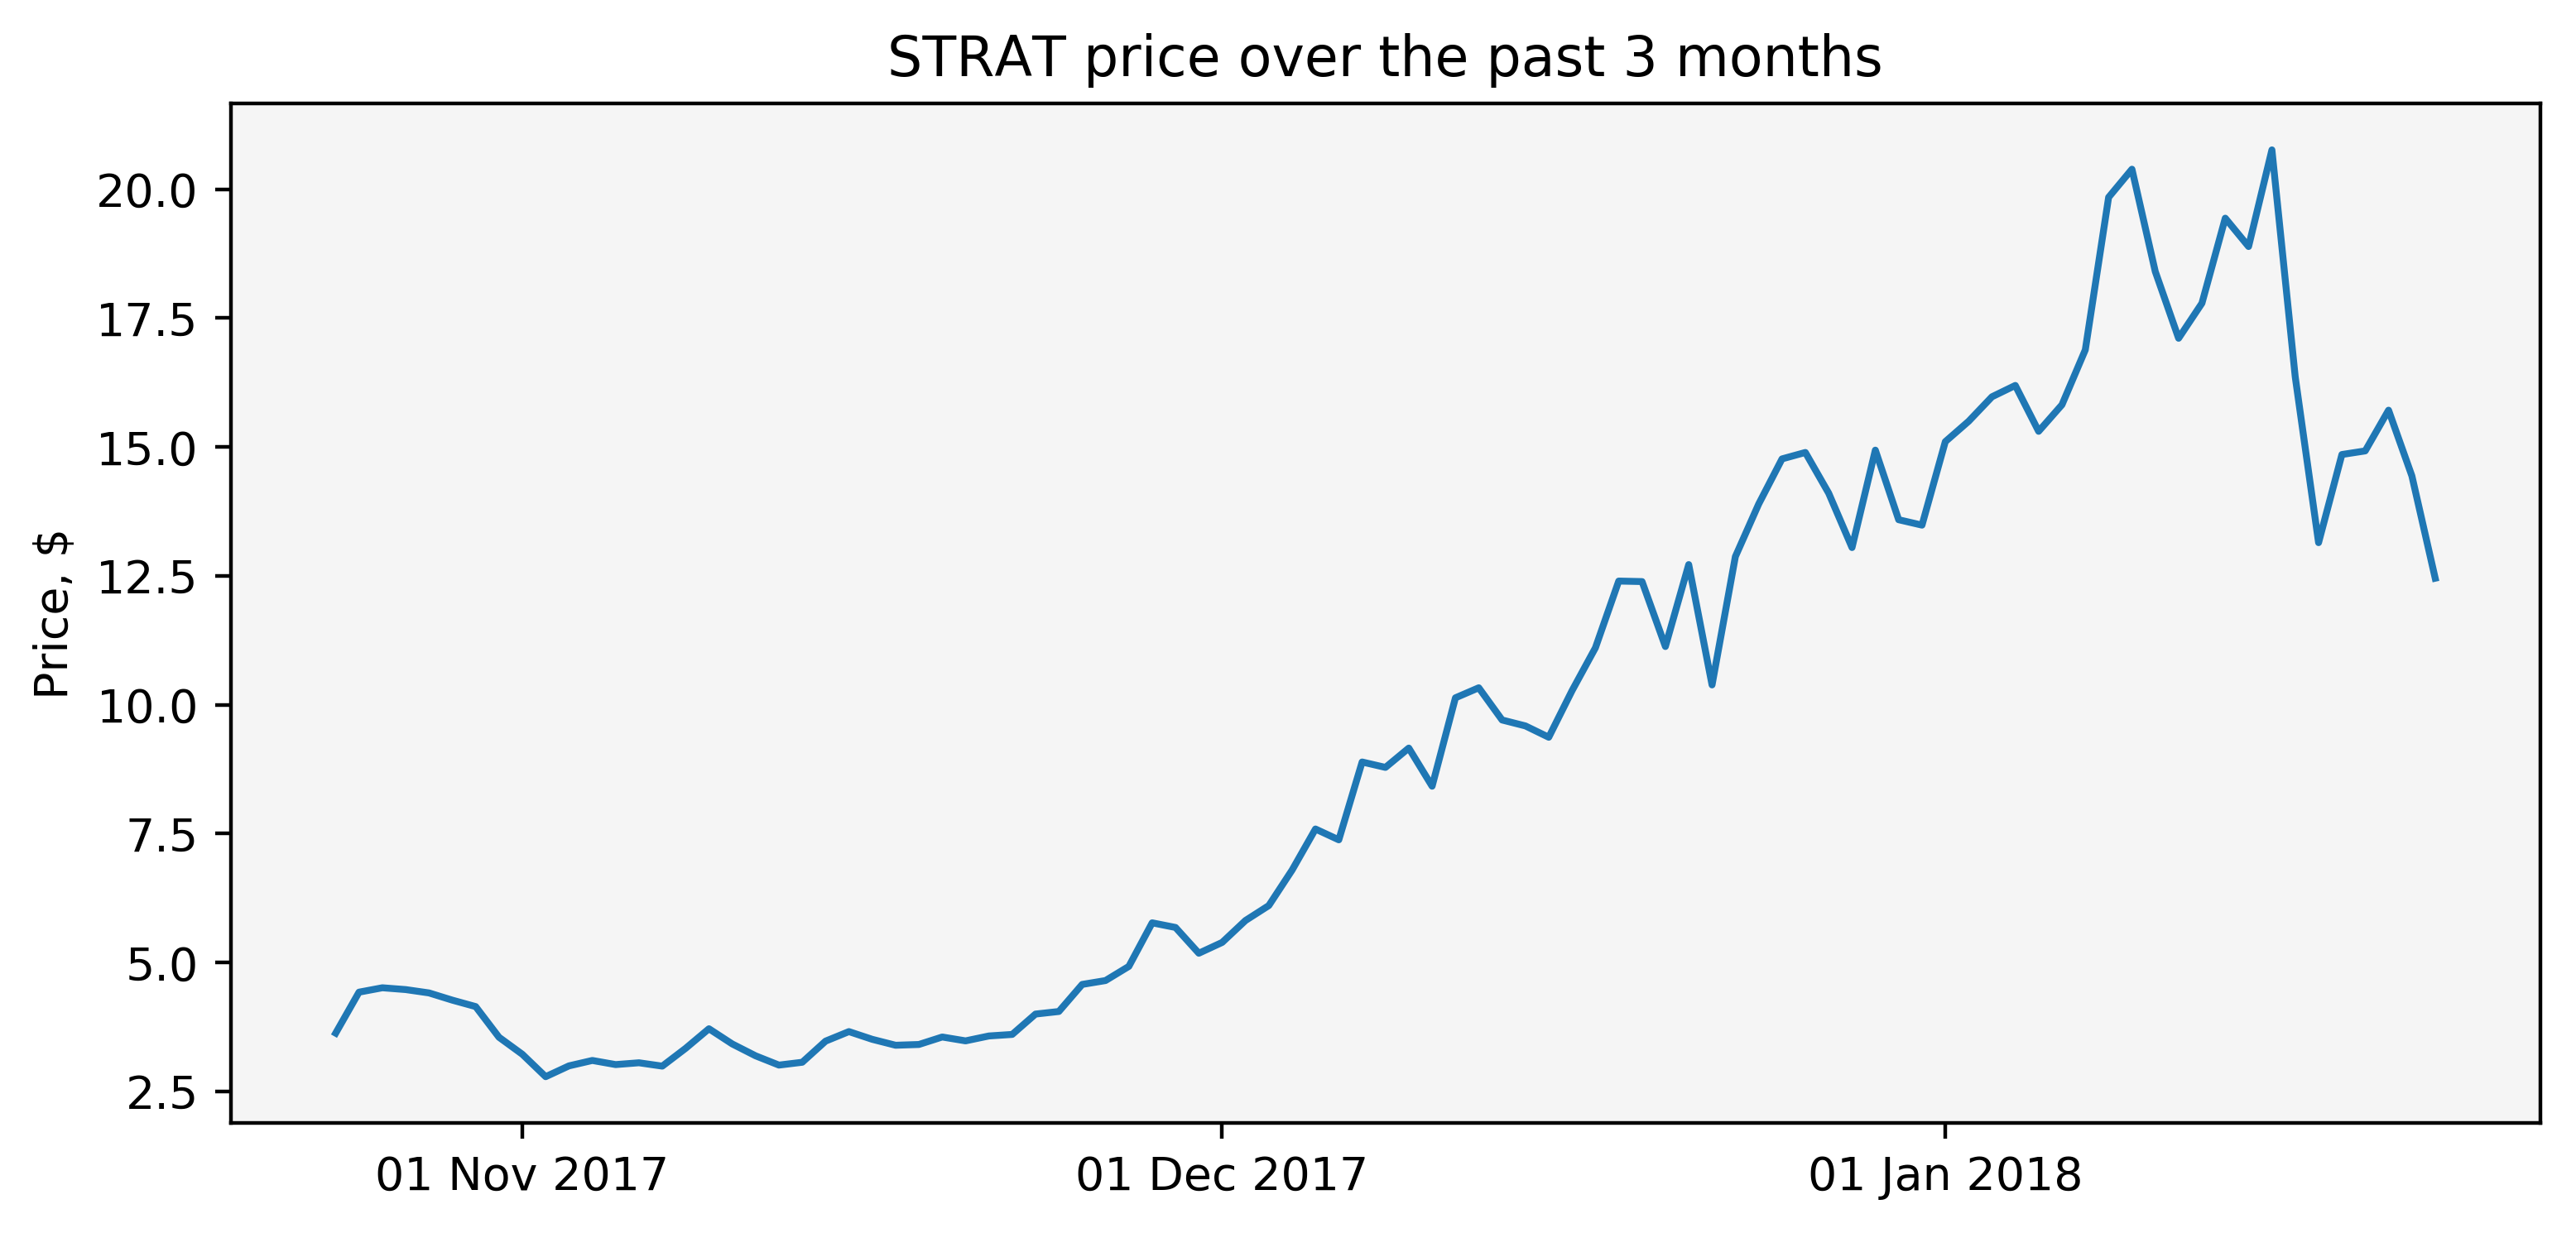 STRAT price over the past 3 months
Price, $
20.0
17.5
15.0
12.5
10.0
7.5
5.0
2.5
01 Nov 2017
01 Dec 2017
01 Jan 2018